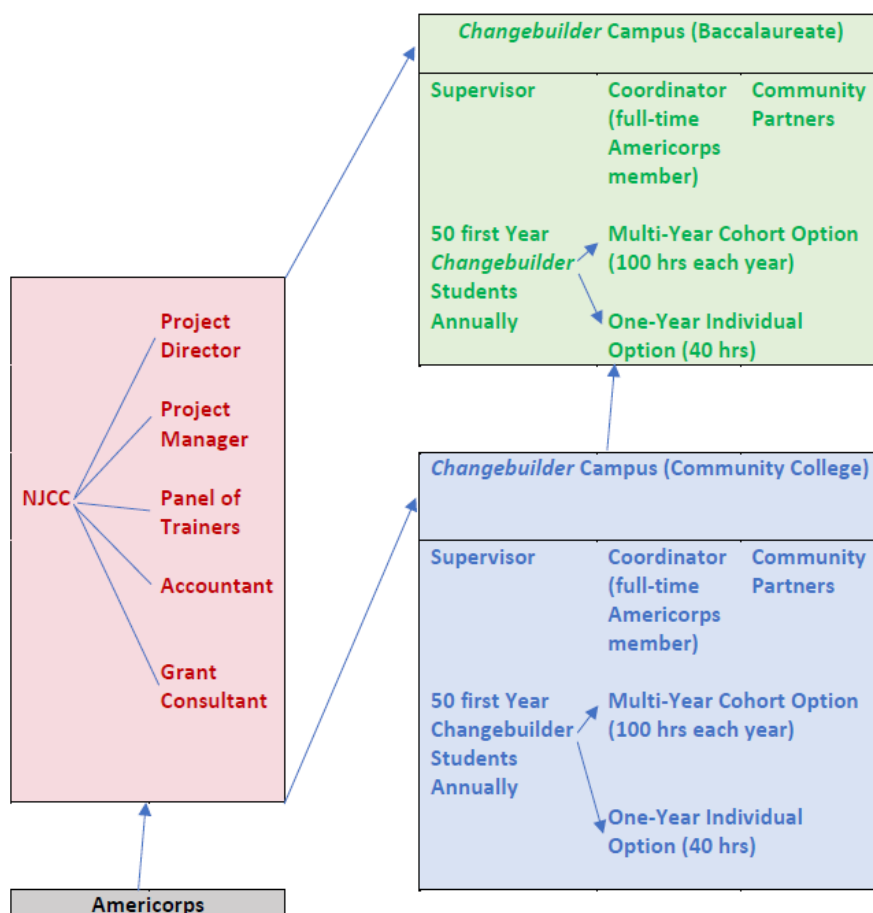 Changebuilder Campus (Baccalaureate)
Supervisor
Coordinator
(full-time
Americorps
member)
Community
Partners
50 first Year
Changebuilder
Students
Annually
Multi-Year Cohort Option
(100 hrs each year)
One-Year Individual
Option (40 hrs)
NJCC
Project
Director
Project
Manager
Panel of
Trainers
Accountant
Grant
Consultant
Changebuilder Campus (Community College)
Supervisor
Coordinator
(full-time
Americorps
member)
Community
Partners
50 first Year
Changebuilder
Students
Annually
Multi-Year Cohort Option
(100 hrs each year)
One-Year Individual
Option (40 hrs)
Americorps